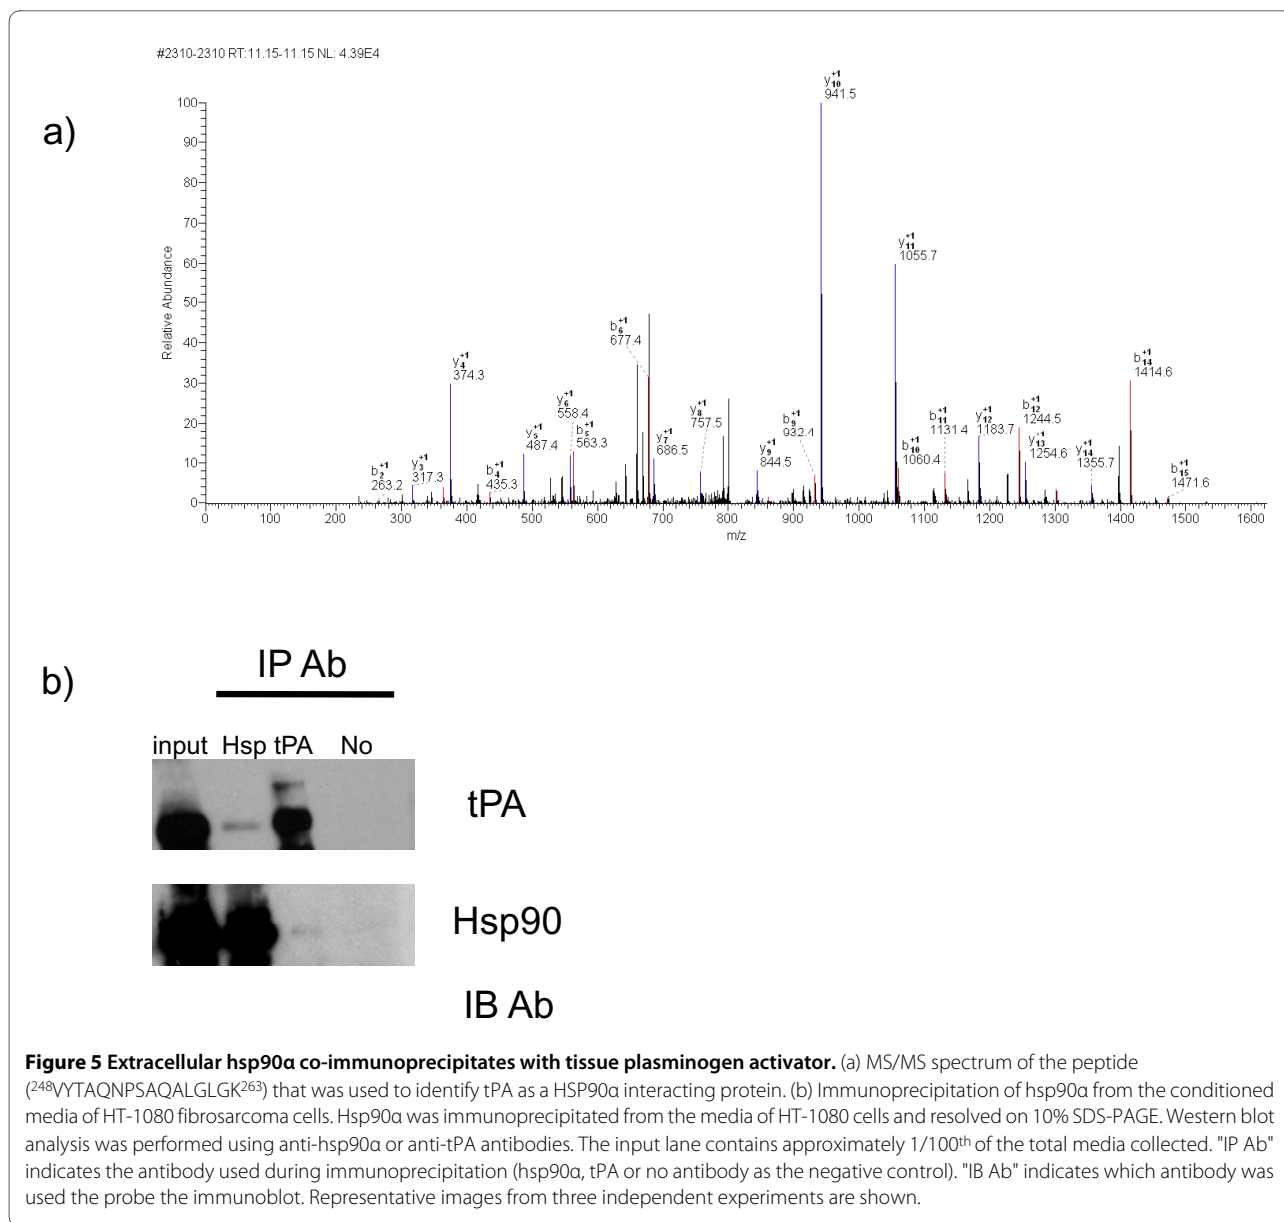 #2310-2310 RT:11.15-11.15 NL: 4.39E4
a)
Relative Abundance
100
90
80
70
60
50
40
30
20
10
0
0 100 200 300 400 500 600 700 800 900 1000 1100 1200 1300 1400 1500 1600
m/z
b₂⁺¹
263.2
y₃⁺¹
317.3
y₄⁺¹
374.3
b₄⁺¹
435.3
y₅⁺¹
487.4
y₆⁺¹
558.4
b₅⁺¹
563.3
b₆⁺¹
677.4
y₇⁺¹
686.5
y₈⁺¹
757.5
y₉⁺¹
844.5
b₉⁺¹
932.4
y₁₀⁺¹
941.5
y₁₁⁺¹
1055.7
b₁₀⁺¹
1060.4
b₁₁⁺¹
1131.4
y₁₂⁺¹
1183.7
b₁₂⁺¹
1244.5
y₁₃⁺¹
1254.6
y₁₄⁺¹
1355.7
b₁₄⁺¹
1414.6
b₁₅⁺¹
1471.6
b)
IP Ab
input Hsp tPA No
tPA
Hsp90
IB Ab
Figure 5 Extracellular hsp90α co-immunoprecipitates with tissue plasminogen activator. (a) MS/MS spectrum of the peptide
(²⁴⁸VYTAQNPSAQALGLGK²⁶³) that was used to identify tPA as a HSP90α interacting protein. (b) Immunoprecipitation of hsp90α from the conditioned
media of HT-1080 fibrosarcoma cells. Hsp90α was immunoprecipitated from the media of HT-1080 cells and resolved on 10% SDS-PAGE. Western blot
analysis was performed using anti-hsp90α or anti-tPA antibodies. The input lane contains approximately 1/100ᵗʰ of the total media collected. "IP Ab"
indicates the antibody used during immunoprecipitation (hsp90α, tPA or no antibody as the negative control). "IB Ab" indicates which antibody was
used the probe the immunoblot. Representative images from three independent experiments are shown.